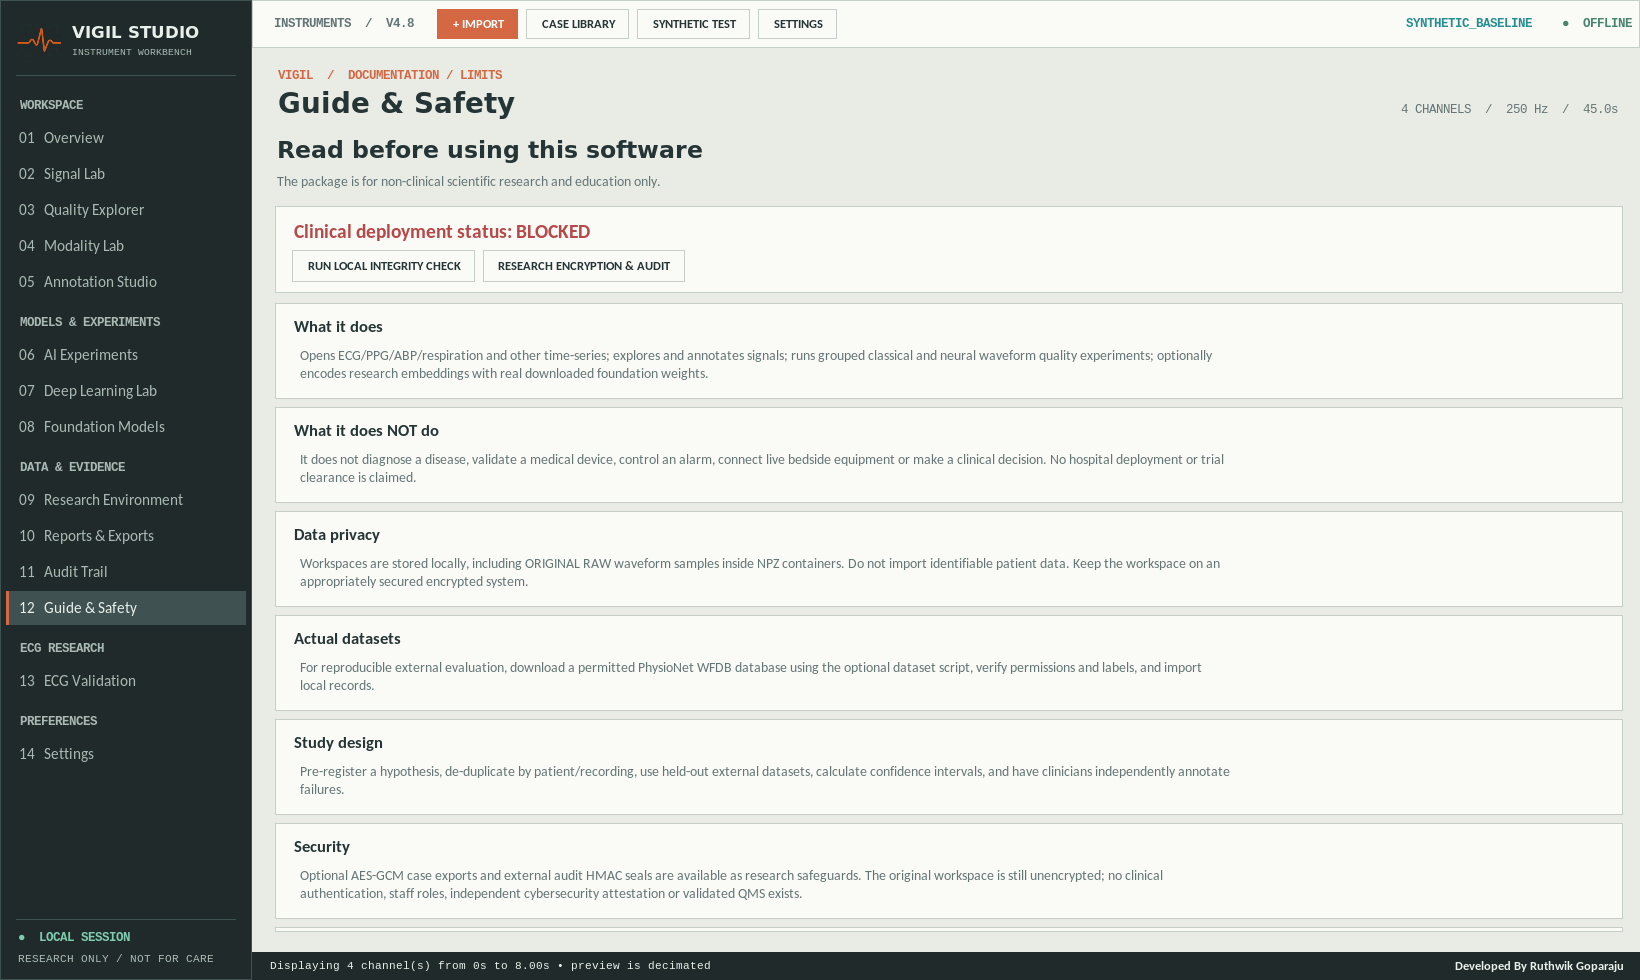 VIGIL STUDIO
INSTRUMENT WORKBENCH
WORKSPACE
01 Overview
02 Signal Lab
03 Quality Explorer
04 Modality Lab
05 Annotation Studio
MODELS & EXPERIMENTS
06 AI Experiments
07 Deep Learning Lab
08 Foundation Models
DATA & EVIDENCE
09 Research Environment
10 Reports & Exports
11 Audit Trail
12 Guide & Safety
ECG RESEARCH
13 ECG Validation
PREFERENCES
14 Settings
● LOCAL SESSION
RESEARCH ONLY / NOT FOR CARE
INSTRUMENTS / V4.8 + IMPORT CASE LIBRARY SYNTHETIC TEST SETTINGS SYNTHETIC_BASELINE ● OFFLINE
VIGIL / DOCUMENTATION / LIMITS
Guide & Safety
4 CHANNELS / 250 Hz / 45.0s
Read before using this software
The package is for non-clinical scientific research and education only.
Clinical deployment status: BLOCKED
RUN LOCAL INTEGRITY CHECK RESEARCH ENCRYPTION & AUDIT
What it does
Opens ECG/PPG/ABP/respiration and other time-series; explores and annotates signals; runs grouped classical and neural waveform quality experiments; optionally
encodes research embeddings with real downloaded foundation weights.
What it does NOT do
It does not diagnose a disease, validate a medical device, control an alarm, connect live bedside equipment or make a clinical decision. No hospital deployment or trial
clearance is claimed.
Data privacy
Workspaces are stored locally, including ORIGINAL RAW waveform samples inside NPZ containers. Do not import identifiable patient data. Keep the workspace on an
appropriately secured encrypted system.
Actual datasets
For reproducible external evaluation, download a permitted PhysioNet WFDB database using the optional dataset script, verify permissions and labels, and import
local records.
Study design
Pre-register a hypothesis, de-duplicate by patient/recording, use held-out external datasets, calculate confidence intervals, and have clinicians independently annotate
failures.
Security
Optional AES-GCM case exports and external audit HMAC seals are available as research safeguards. The original workspace is still unencrypted; no clinical
authentication, staff roles, independent cybersecurity attestation or validated QMS exists.
Displaying 4 channel(s) from 0s to 8.00s • preview is decimated
Developed By Ruthwik Goparaju